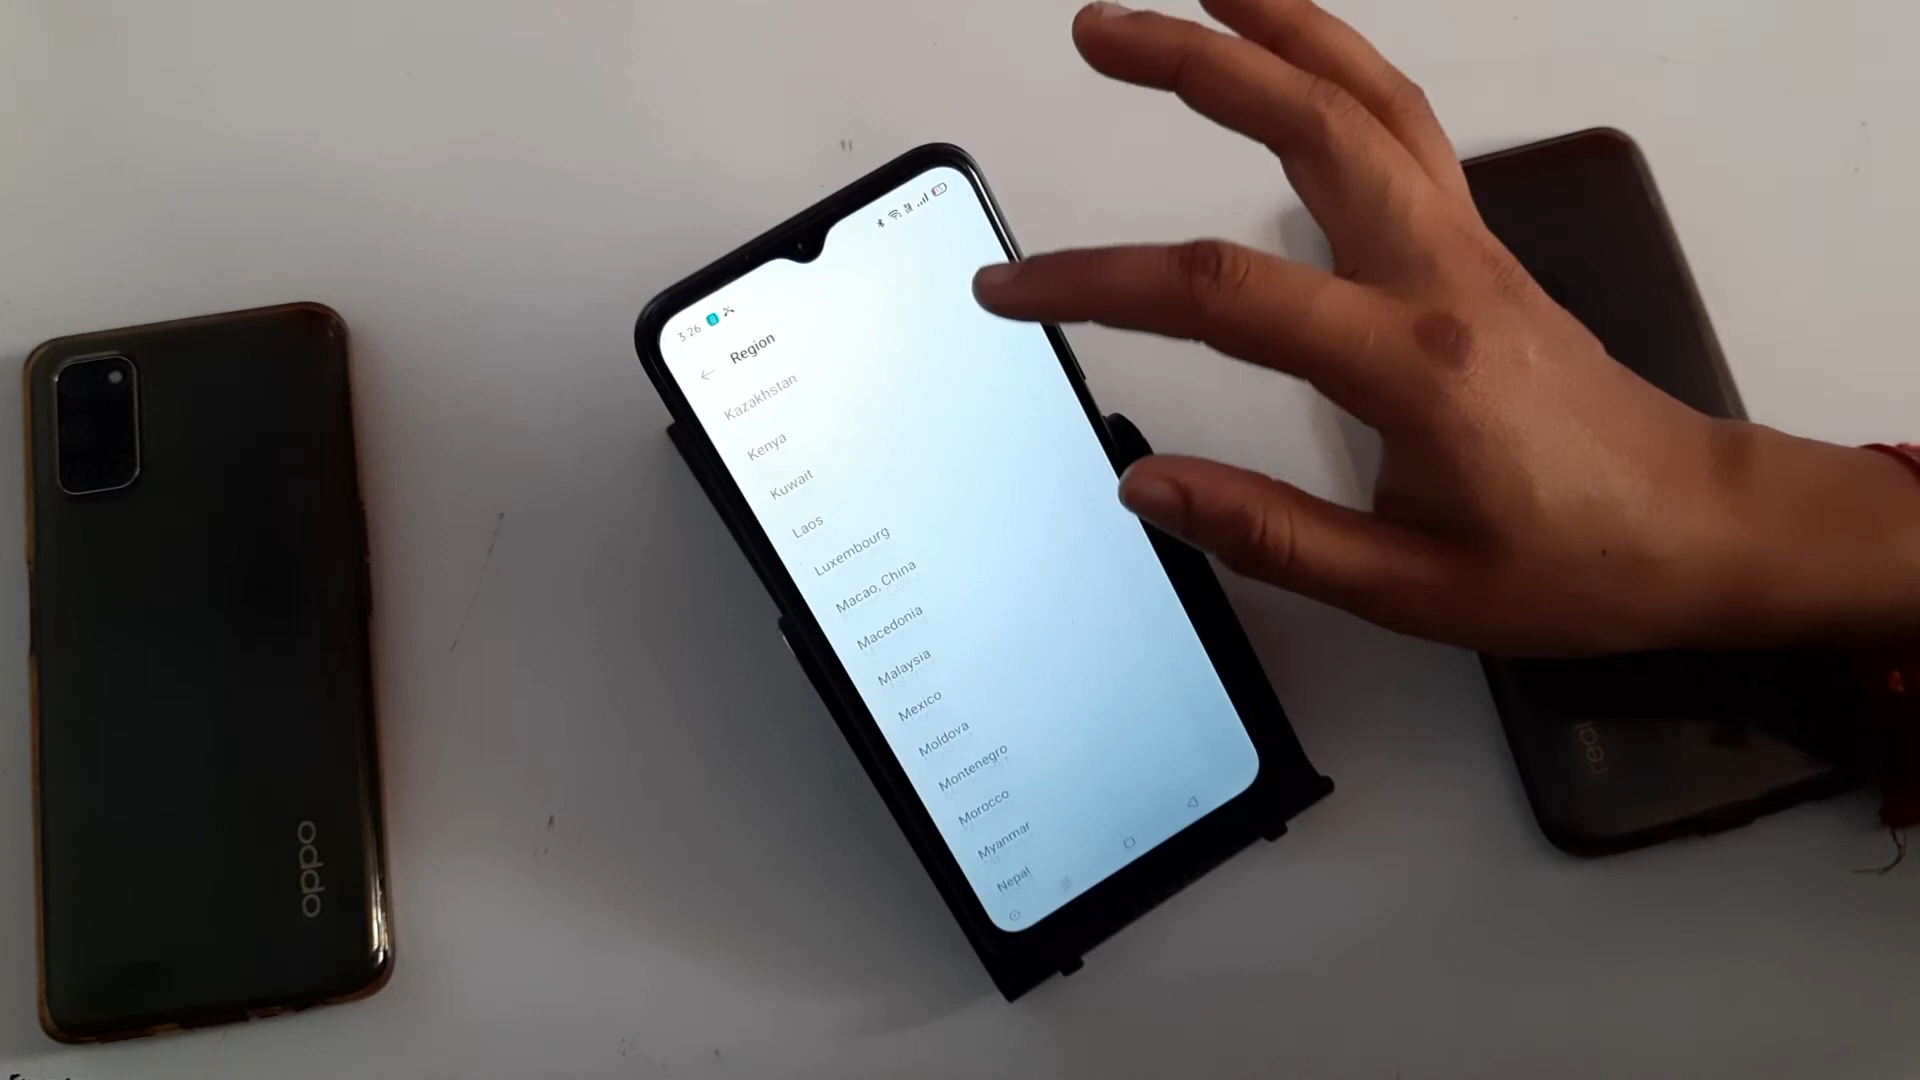 3:26
Region
Kazakhstan
Kenya
Kuwait
Laos
Luxembourg
Macao, China
Macedonia
Malaysia
Mexico
Moldova
Montenegro
Morocco
Myanmar
Nepal
oppo
real